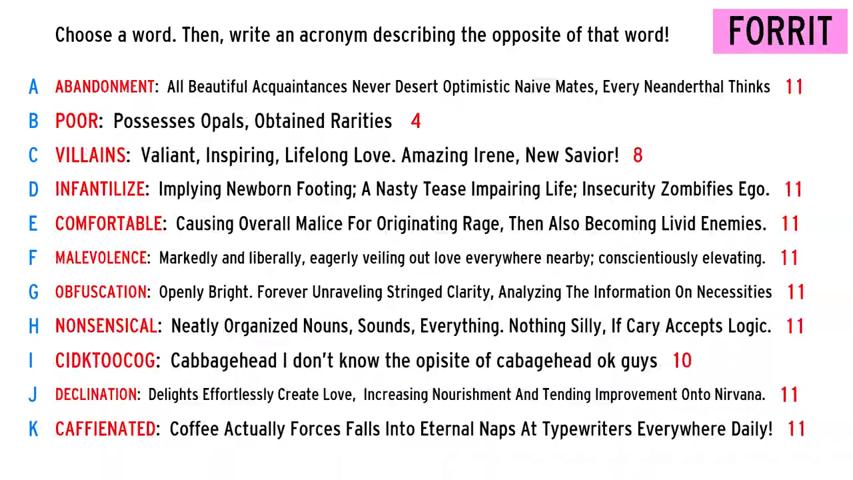 Choose a word. Then, write an acronym describing the opposite of that word!
FORRIT
A ABANDONMENT: All Beautiful Acquaintances Never Desert Optimistic Naive Mates, Every Neanderthal Thinks 11
B POOR: Possesses Opals, Obtained Rarities 4
C VILLAINS: Valiant, Inspiring, Lifelong Love. Amazing Irene, New Savior! 8
D INFANTILIZE: Implying Newborn Footing; A Nasty Tease Impairing Life; Insecurity Zombifies Ego. 11
E COMFORTABLE: Causing Overall Malice For Originating Rage, Then Also Becoming Livid Enemies. 11
F MALEVOLENCE: Markedly and liberally, eagerly veiling out love everywhere nearby; conscientiously elevating. 11
G OBFUSCATION: Openly Bright. Forever Unraveling Stringed Clarity, Analyzing The Information On Necessities 11
H NONSENSICAL: Neatly Organized Nouns, Sounds, Everything. Nothing Silly, If Cary Accepts Logic. 11
I CIDKTOOCOG: Cabbagehead I don't know the opisite of cabagehead ok guys 10
J DECLINATION: Delights Effortlessly Create Love, Increasing Nourishment And Tending Improvement Onto Nirvana. 11
K CAFFIENATED: Coffee Actually Forces Falls Into Eternal Naps At Typewriters Everywhere Daily! 11